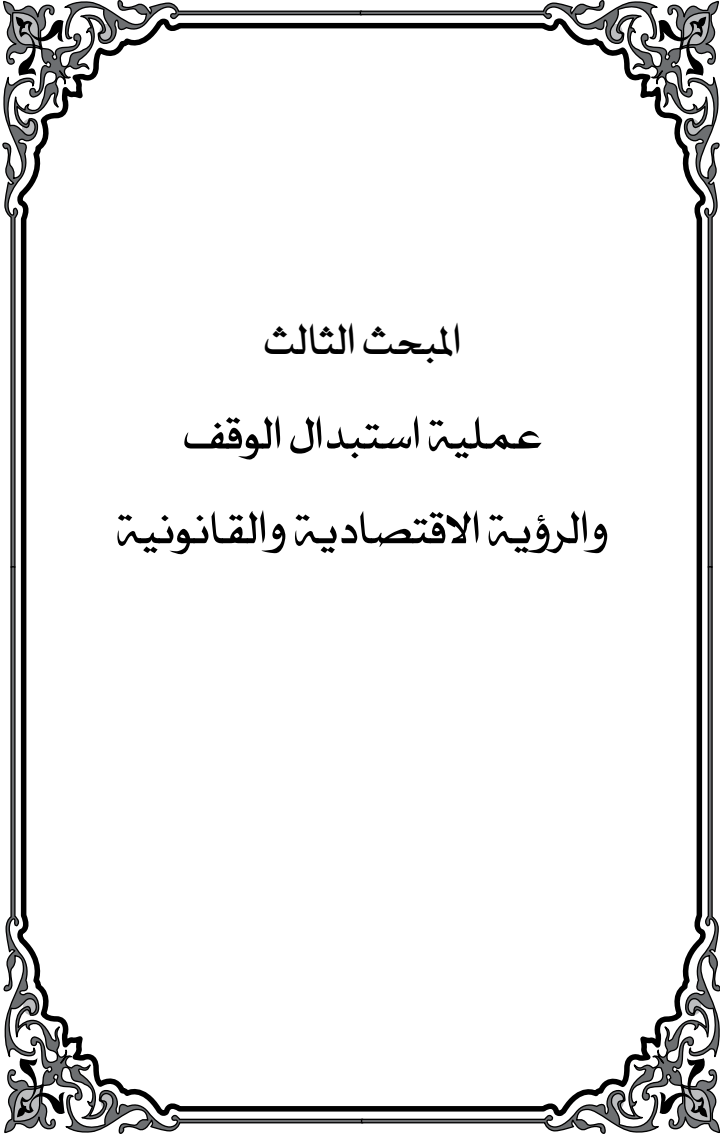 المبحث الثالث
عملية استبدال الوقف
والرؤية الاقتصادية والقانونية